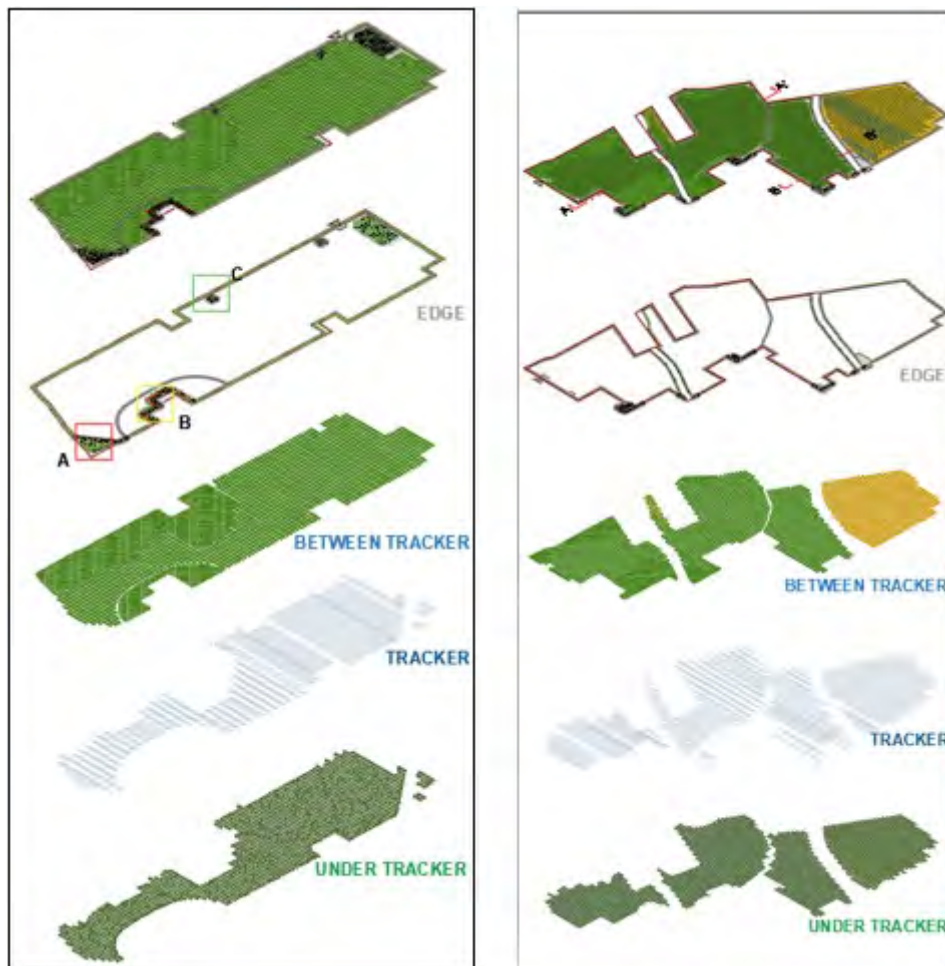 C
EDGE
B
A
BETWEEN TRACKER
TRACKER
UNDER TRACKER
A'
B'
B
A
EDGE
BETWEEN TRACKER
TRACKER
UNDER TRACKER